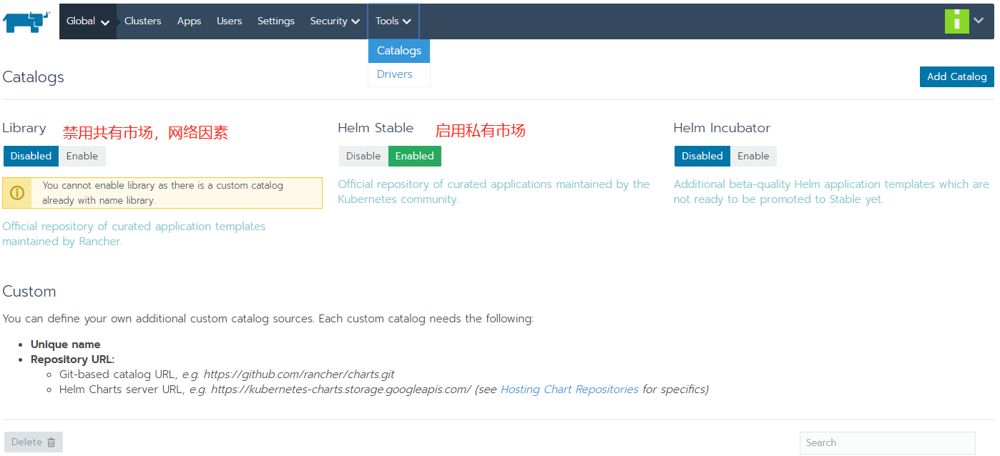 Global Clusters Apps Users Settings Security Tools
Catalogs
Drivers
Catalogs
Add Catalog
Library 禁用共有市场，网络因素
Disabled Enable
You cannot enable library as there is a custom catalog
already with name library.
Official repository of curated application templates
maintained by Rancher.
Helm Stable 启用私有市场
Disable Enabled
Official repository of curated applications maintained by the
Kubernetes community.
Helm Incubator
Disabled Enable
Additional beta-quality Helm application templates which are
not ready to be promoted to Stable yet.
Custom
You can define your own additional custom catalog sources. Each custom catalog needs the following:
• Unique name
• Repository URL:
◦ Git-based catalog URL, e.g. https://github.com/rancher/charts.git
◦ Helm Charts server URL, e.g. https://kubernetes-charts.storage.googleapis.com/ (see Hosting Chart Repositories for specifics)
Delete
Search